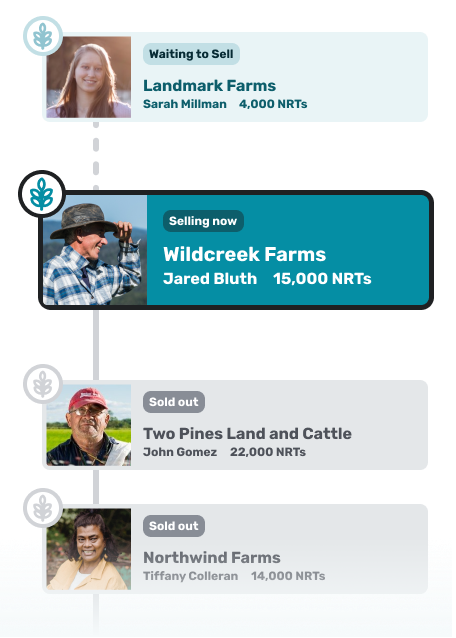 Waiting to Sell
Landmark Farms
Sarah Millman 4,000 NRTs
Selling now
Wildcreek Farms
Jared Bluth 15,000 NRTs
Sold out
Two Pines Land and Cattle
John Gomez 22,000 NRTs
Sold out
Northwind Farms
Tiffany Colleran 14,000 NRTs